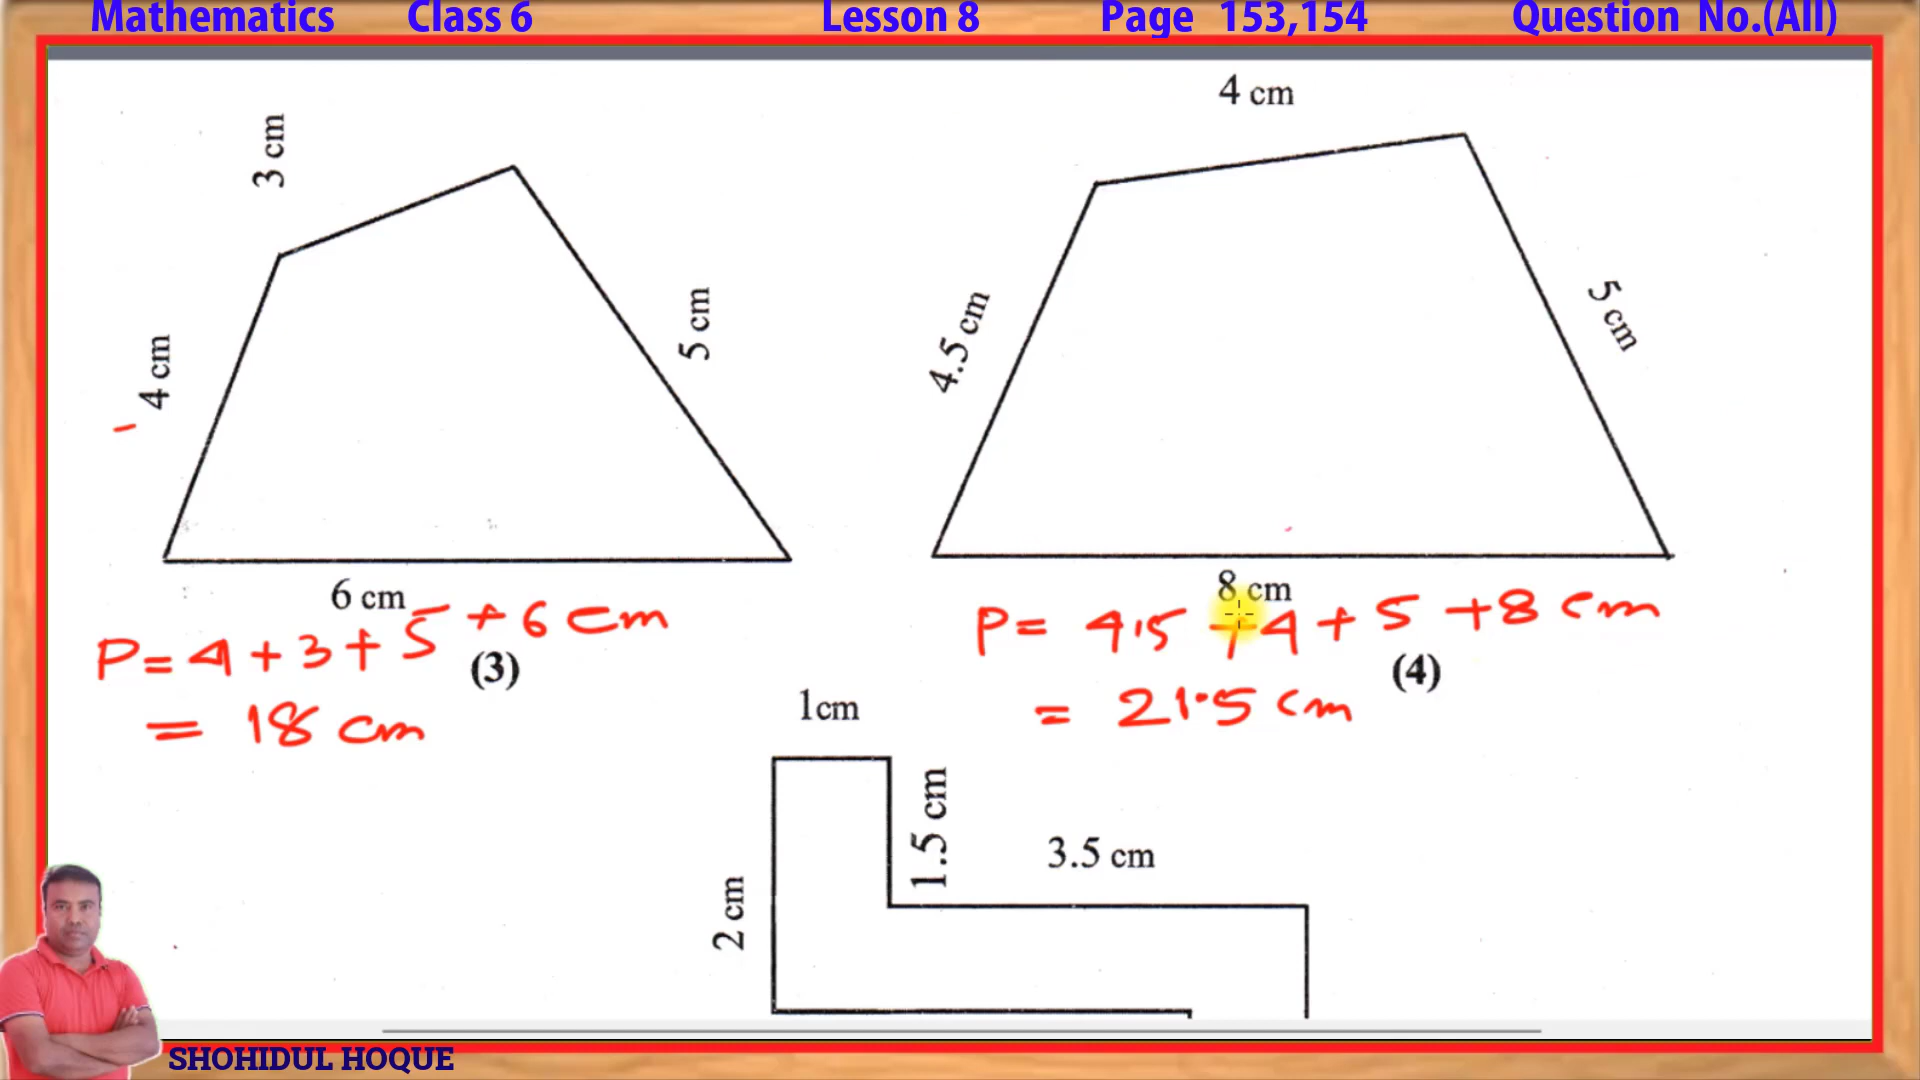 Mathematics Class 6 Lesson 8 Page 153,154 Question No.(All)
3 cm
4 cm
5 cm
6 cm
P = 4 + 3 + 5 + 6 cm
(3)
= 18 cm
4 cm
4.5 cm
5 cm
8 cm
P = 4.5 + 4 + 5 + 8 cm
(4)
= 21.5 cm
1cm
1.5 cm
3.5 cm
2 cm
SHOHIDUL HOQUE